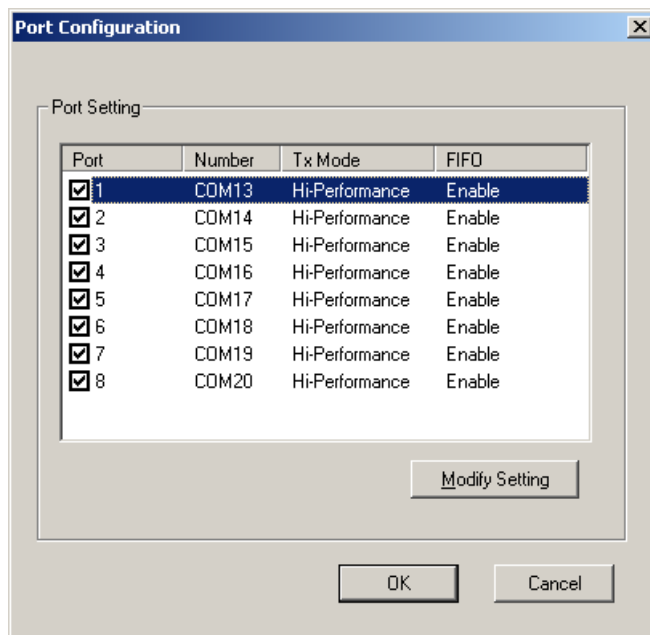 Port Configuration
Port Setting
Port Number Tx Mode FIFO
1 COM13 Hi-Performance Enable
2 COM14 Hi-Performance Enable
3 COM15 Hi-Performance Enable
4 COM16 Hi-Performance Enable
5 COM17 Hi-Performance Enable
6 COM18 Hi-Performance Enable
7 COM19 Hi-Performance Enable
8 COM20 Hi-Performance Enable
Modify Setting
OK Cancel